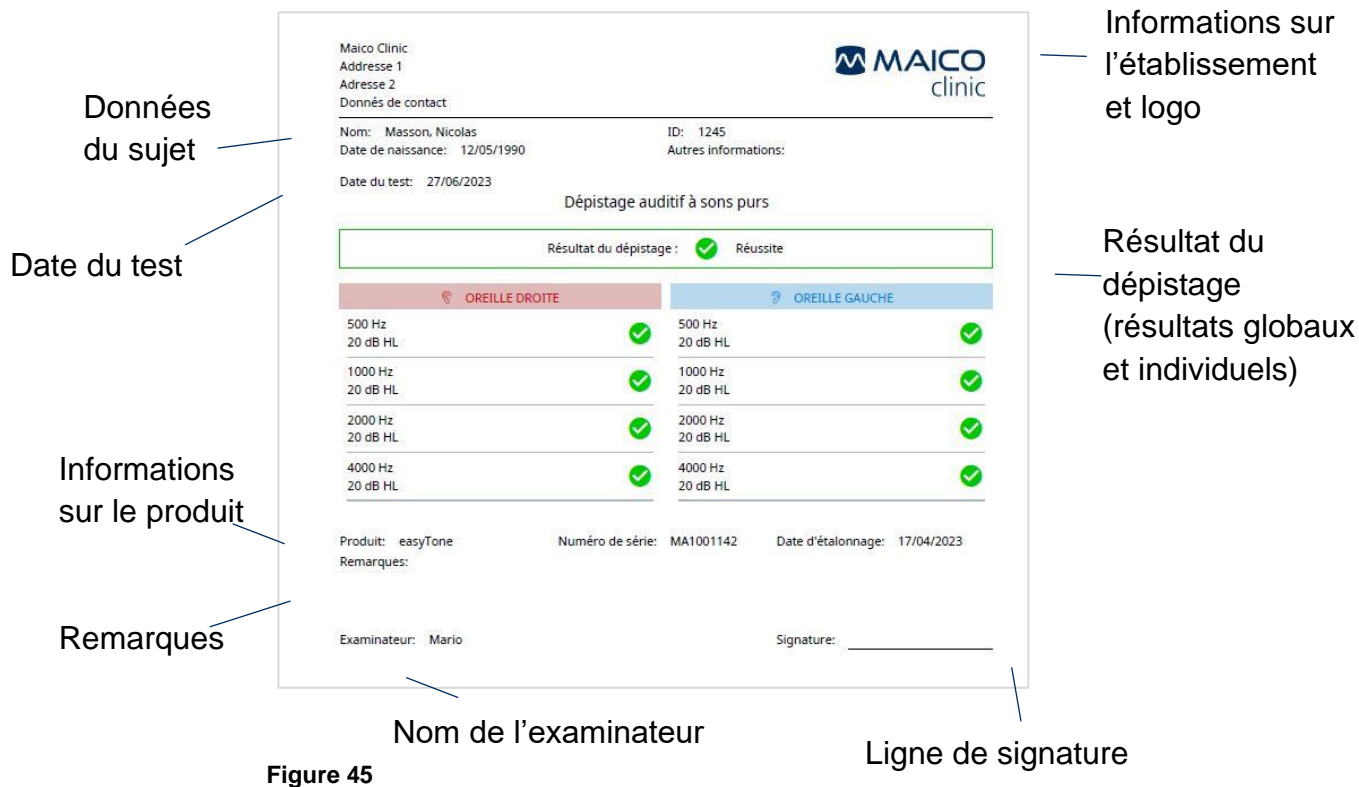 Informations sur
l’établissement
et logo
Maico Clinic
Addresse 1
Adresse 2
Donnés de contact
MAICO
clinic
Données
du sujet
Nom: Masson, Nicolas
ID: 1245
Date de naissance: 12/05/1990
Autres informations:
Date du test: 27/06/2023
Dépistage auditif à sons purs
Date du test
Résultat du dépistage : Réussite
Résultat du
dépistage
(résultats globaux
et individuels)
OREILLE DROITE
OREILLE GAUCHE
500 Hz
20 dB HL
500 Hz
20 dB HL
1000 Hz
20 dB HL
1000 Hz
20 dB HL
2000 Hz
20 dB HL
2000 Hz
20 dB HL
4000 Hz
20 dB HL
4000 Hz
20 dB HL
Informations
sur le produit
Produit: easyTone Numéro de série: MA1001142 Date d'étalonnage: 17/04/2023
Remarques:
Remarques
Examinateur: Mario
Signature:
Nom de l’examinateur
Ligne de signature
Figure 45